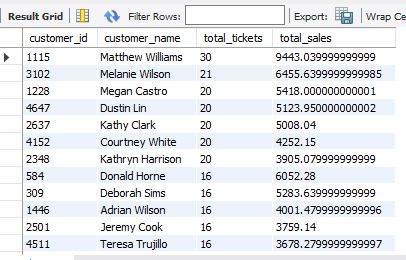 Result Grid Filter Rows: Export: Wrap Ce
customer_id customer_name total_tickets total_sales
1115 Matthew Williams 30 9443.039999999999
3102 Melanie Wilson 21 6455.639999999985
1228 Megan Castro 20 5418.000000000001
4647 Dustin Lin 20 5123.950000000002
2637 Kathy Clark 20 5008.04
4152 Courtney White 20 4252.15
2348 Kathryn Harrison 20 3905.079999999999
584 Donald Horne 16 6052.28
309 Deborah Sims 16 5283.639999999999
1446 Adrian Wilson 16 4001.4799999999996
2501 Jeremy Cook 16 3759.14
4511 Teresa Trujillo 16 3678.2799999999997